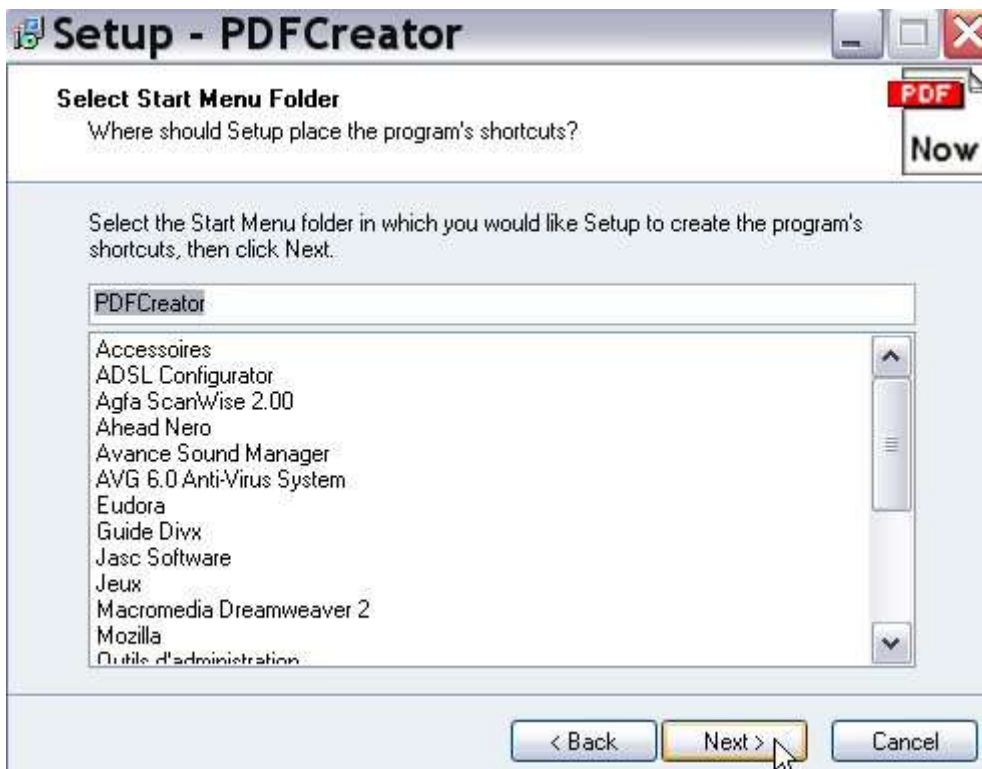 Setup - PDFCreator
Select Start Menu Folder
Where should Setup place the program's shortcuts?
PDF
Now
Select the Start Menu folder in which you would like Setup to create the program's
shortcuts, then click Next.
PDFCreator
Accessoires
ADSL Configurator
Agfa ScanWise 2.00
Ahead Nero
Avance Sound Manager
AVG 6.0 Anti-Virus System
Eudora
Guide Divx
Jasc Software
Jeux
Macromedia Dreamweaver 2
Mozilla
Outils d'administration
< Back
Next >
Cancel